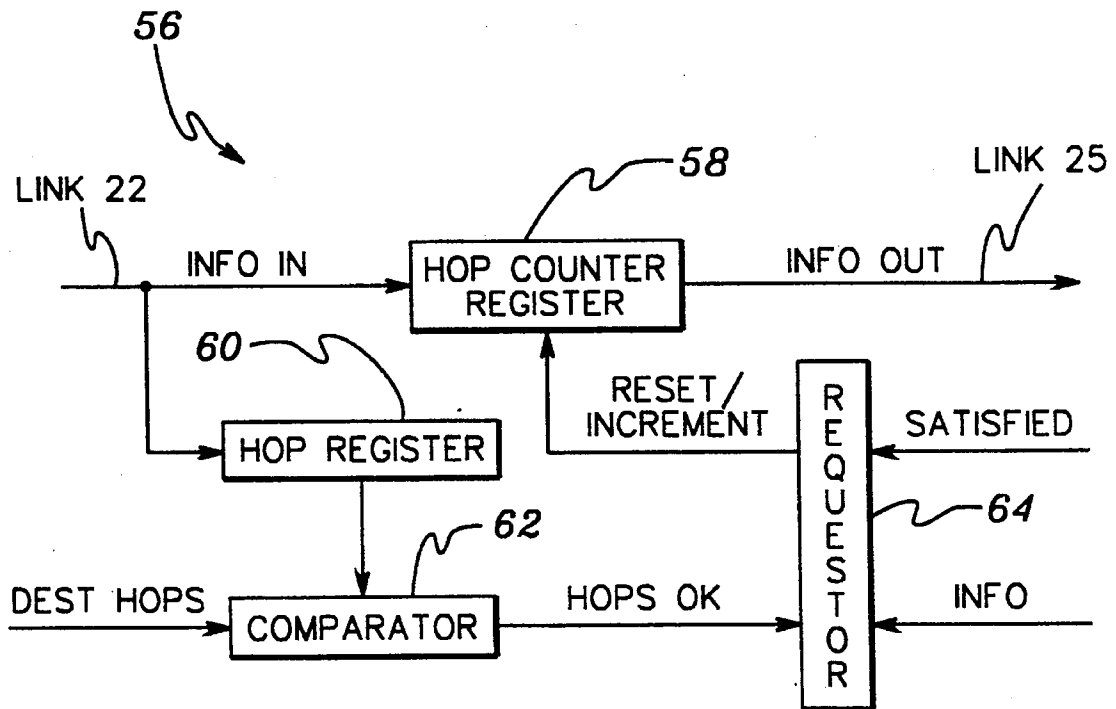 56
58
LINK 22
LINK 25
INFO IN
HOP COUNTER
REGISTER
INFO OUT
60
RESET/
INCREMENT
REQUESTOR
SATISFIED
HOP REGISTER
62
64
DEST HOPS
COMPARATOR
HOPS OK
INFO